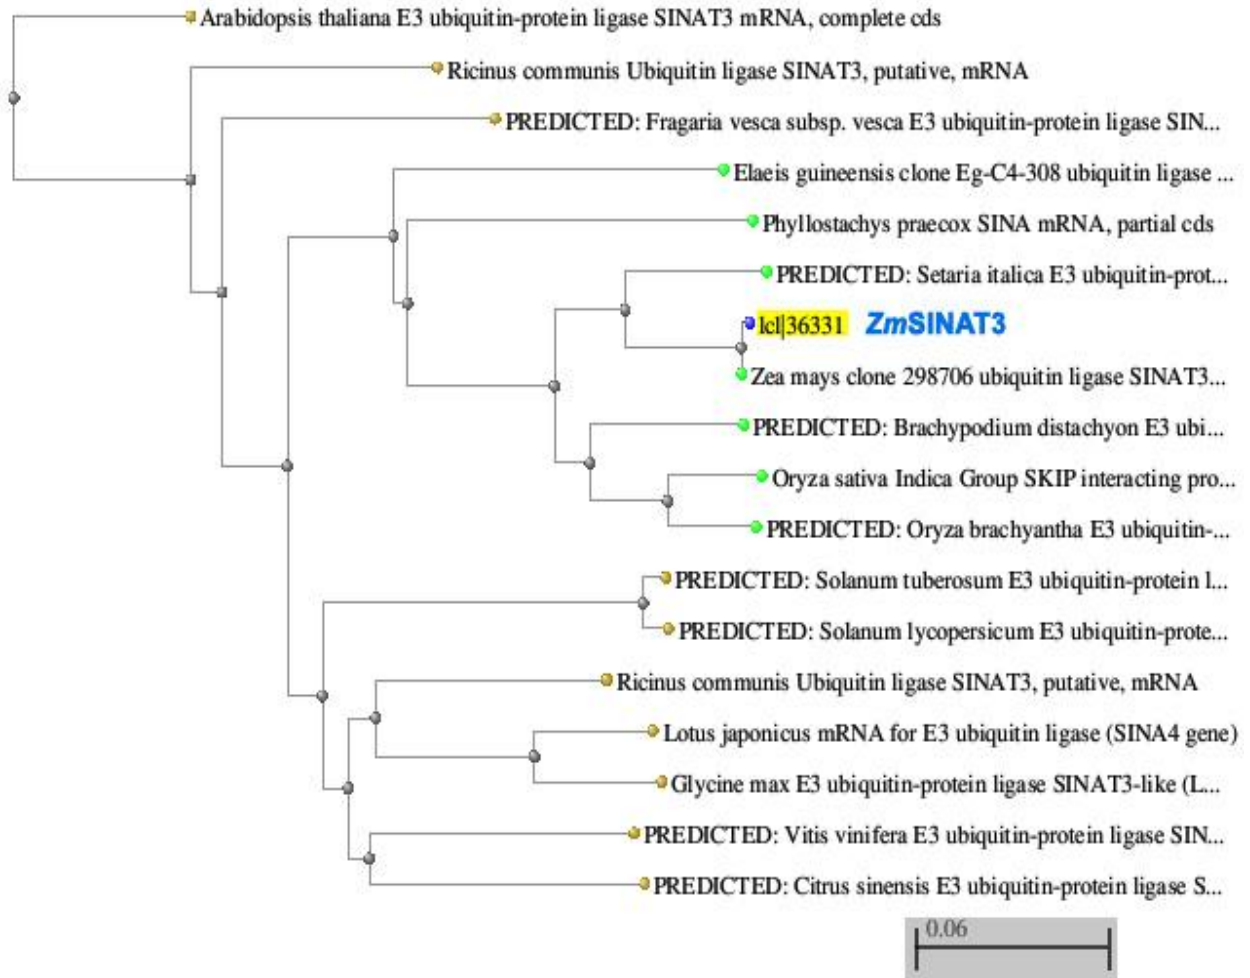 Arabidopsis thaliana E3 ubiquitin-protein ligase SINAT3 mRNA, complete cds
Ricinus communis Ubiquitin ligase SINAT3, putative, mRNA
PREDICTED: Fragaria vesca subsp. vesca E3 ubiquitin-protein ligase SIN...
Elaeis guineensis clone Eg-C4-308 ubiquitin ligase ...
Phyllostachys praecox SINA mRNA, partial cds
PREDICTED: Setaria italica E3 ubiquitin-prot...
lcl|36331 ZmSINAT3
Zea mays clone 298706 ubiquitin ligase SINAT3...
PREDICTED: Brachypodium distachyon E3 ubi...
Oryza sativa Indica Group SKIP interacting pro...
PREDICTED: Oryza brachyantha E3 ubiquitin-...
PREDICTED: Solanum tuberosum E3 ubiquitin-protein l...
PREDICTED: Solanum lycopersicum E3 ubiquitin-prote...
Ricinus communis Ubiquitin ligase SINAT3, putative, mRNA
Lotus japonicus mRNA for E3 ubiquitin ligase (SINA4 gene)
Glycine max E3 ubiquitin-protein ligase SINAT3-like (L...
PREDICTED: Vitis vinifera E3 ubiquitin-protein ligase SIN...
PREDICTED: Citrus sinensis E3 ubiquitin-protein ligase S...
0.06